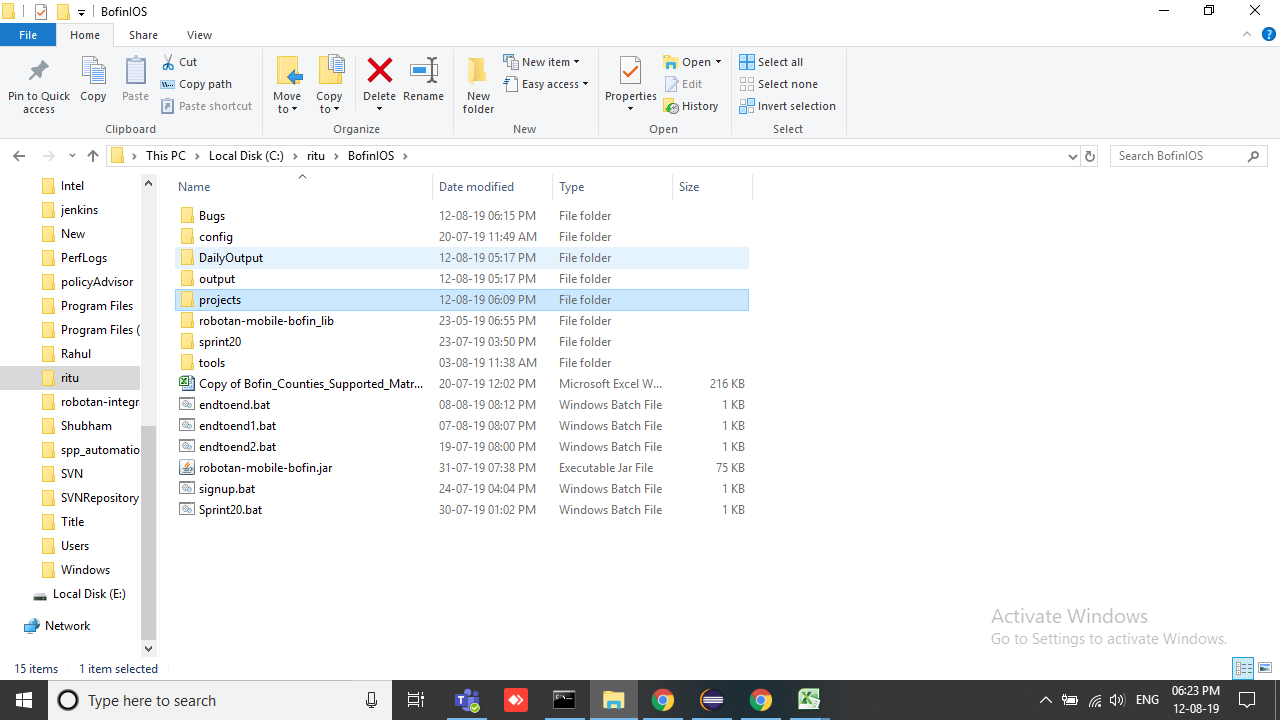 BofinIOS
File Home Share View
Pin to Quick access
Copy
Paste
Cut
Copy path
Paste shortcut
Clipboard
Move to
Copy to
Delete
Rename
Organize
New folder
New item
Easy access
New
Properties
Open
Edit
History
Open
Select all
Select none
Invert selection
Select
This PC Local Disk (C:) ritu BofinIOS
Search BofinIOS
Intel
jenkins
New
PerfLogs
policyAdvisor
Program Files
Program Files (
Rahul
ritu
robotan-integr
Shubham
spp_automatio
SVN
SVNRepository
Title
Users
Windows
Local Disk (E:)
Network
Name Date modified Type Size
Bugs 12-08-19 06:15 PM File folder
config 20-07-19 11:49 AM File folder
DailyOutput 12-08-19 05:17 PM File folder
output 12-08-19 05:17 PM File folder
projects 12-08-19 06:09 PM File folder
robotan-mobile-bofin_lib 23-05-19 06:55 PM File folder
sprint20 23-07-19 03:50 PM File folder
tools 03-08-19 11:38 AM File folder
Copy of Bofin_Counties_Supported_Matr... 20-07-19 12:02 PM Microsoft Excel W... 216 KB
endtoend.bat 08-08-19 08:12 PM Windows Batch File 1 KB
endtoend1.bat 07-08-19 08:07 PM Windows Batch File 1 KB
endtoend2.bat 19-07-19 08:00 PM Windows Batch File 1 KB
robotan-mobile-bofin.jar 31-07-19 07:38 PM Executable Jar File 75 KB
signup.bat 24-07-19 04:04 PM Windows Batch File 1 KB
Sprint20.bat 30-07-19 01:02 PM Windows Batch File 1 KB
Activate Windows
Go to Settings to activate Windows.
15 items 1 item selected
Type here to search
ENG
06:23 PM
12-08-19